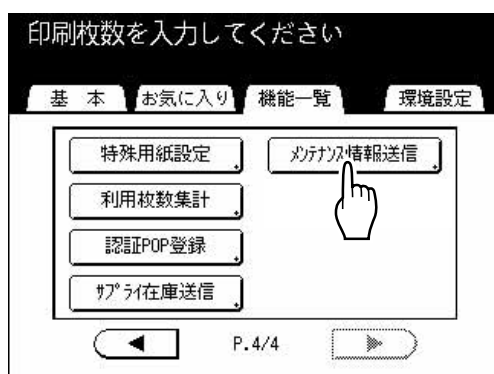 印刷枚数を入力してください
基 本 お気に入り 機能一覧 環境設定
特殊用紙設定 メンテナンス情報送信
利用枚数集計
認証POP登録
サプライ在庫送信
P.4/4